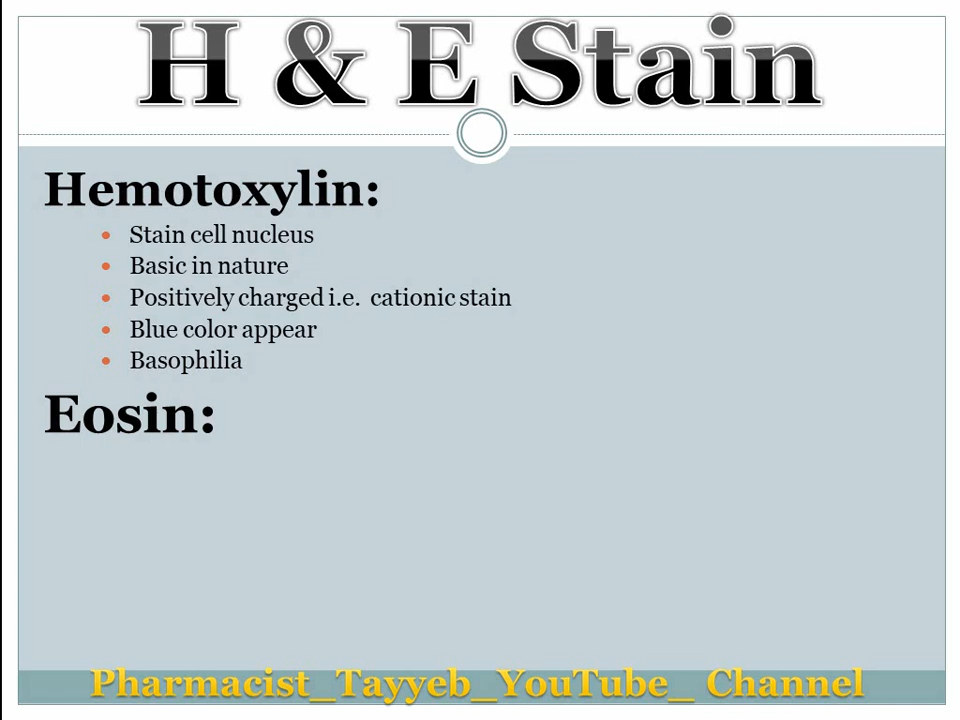 H & E Stain
Hemotoxylin:
• Stain cell nucleus
• Basic in nature
• Positively charged i.e. cationic stain
• Blue color appear
• Basophilia
Eosin:
Pharmacist_Tayyeb_YouTube_ Channel